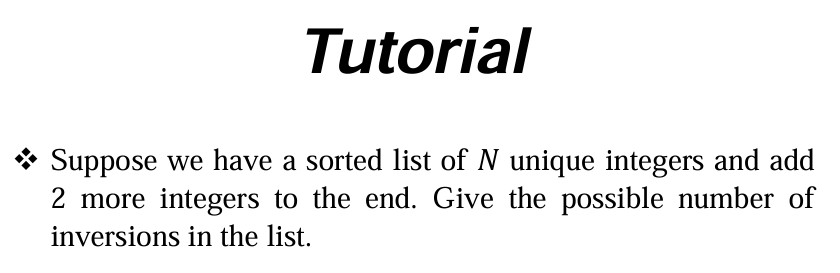 Tutorial
❖ Suppose we have a sorted list of N unique integers and add
2 more integers to the end. Give the possible number of
inversions in the list.